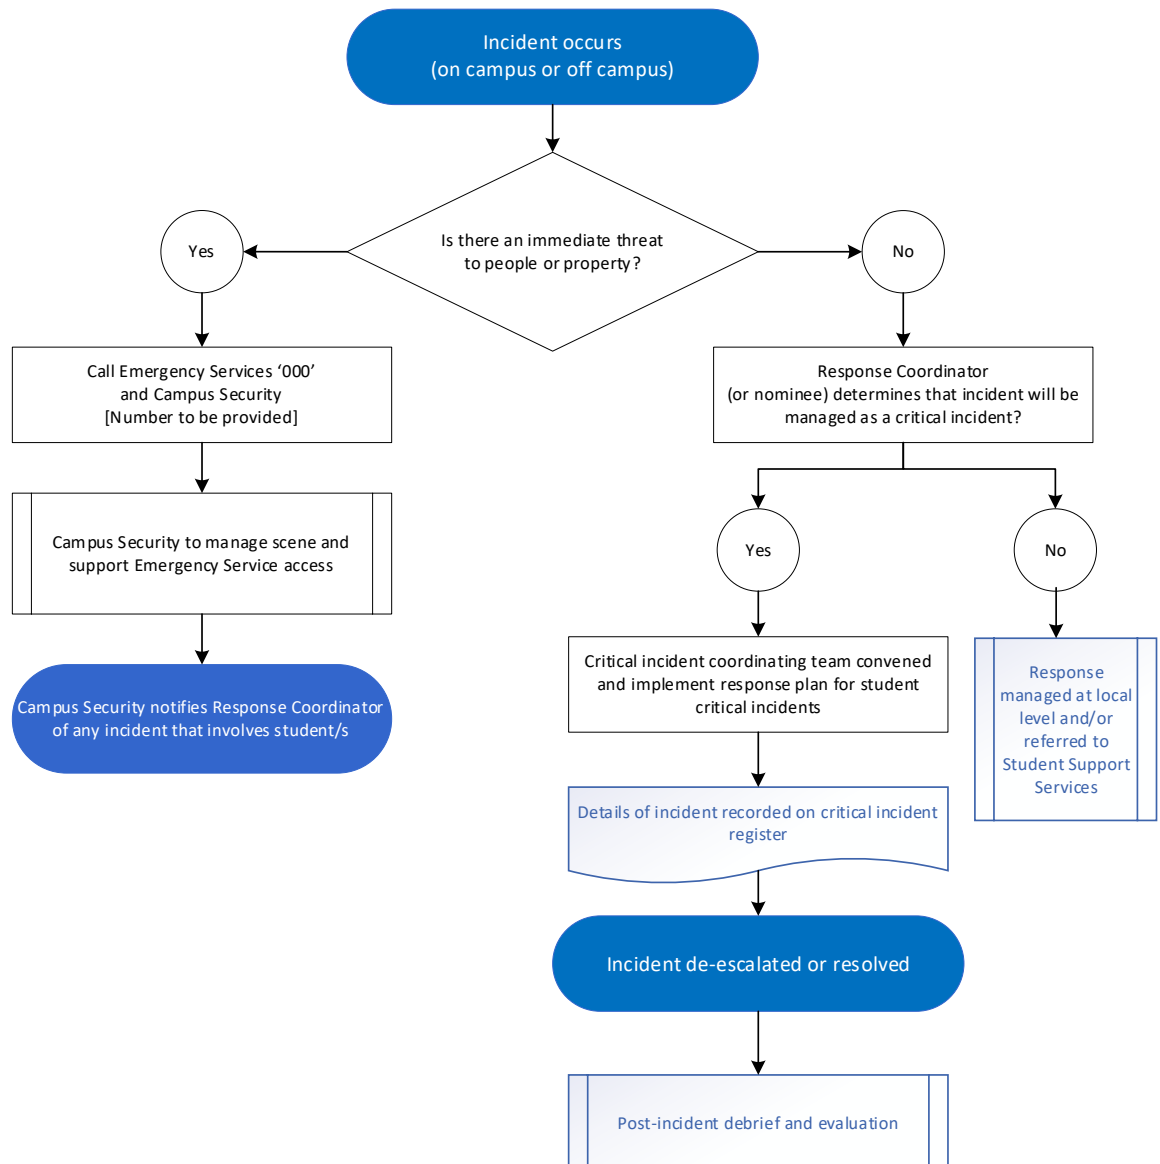 Incident occurs
(on campus or off campus)
Is there an immediate threat
to people or property?
Yes
No
Call Emergency Services ‘000’
and Campus Security
[Number to be provided]
Response Coordinator
(or nominee) determines that incident will be
managed as a critical incident?
Campus Security to manage scene and
support Emergency Service access
Yes
No
Campus Security notifies Response Coordinator
of any incident that involves student/s
Critical incident coordinating team convened
and implement response plan for student
critical incidents
Response
managed at local
level and/or
referred to
Student Support
Services
Details of incident recorded on critical incident
register
Incident de-escalated or resolved
Post-incident debrief and evaluation